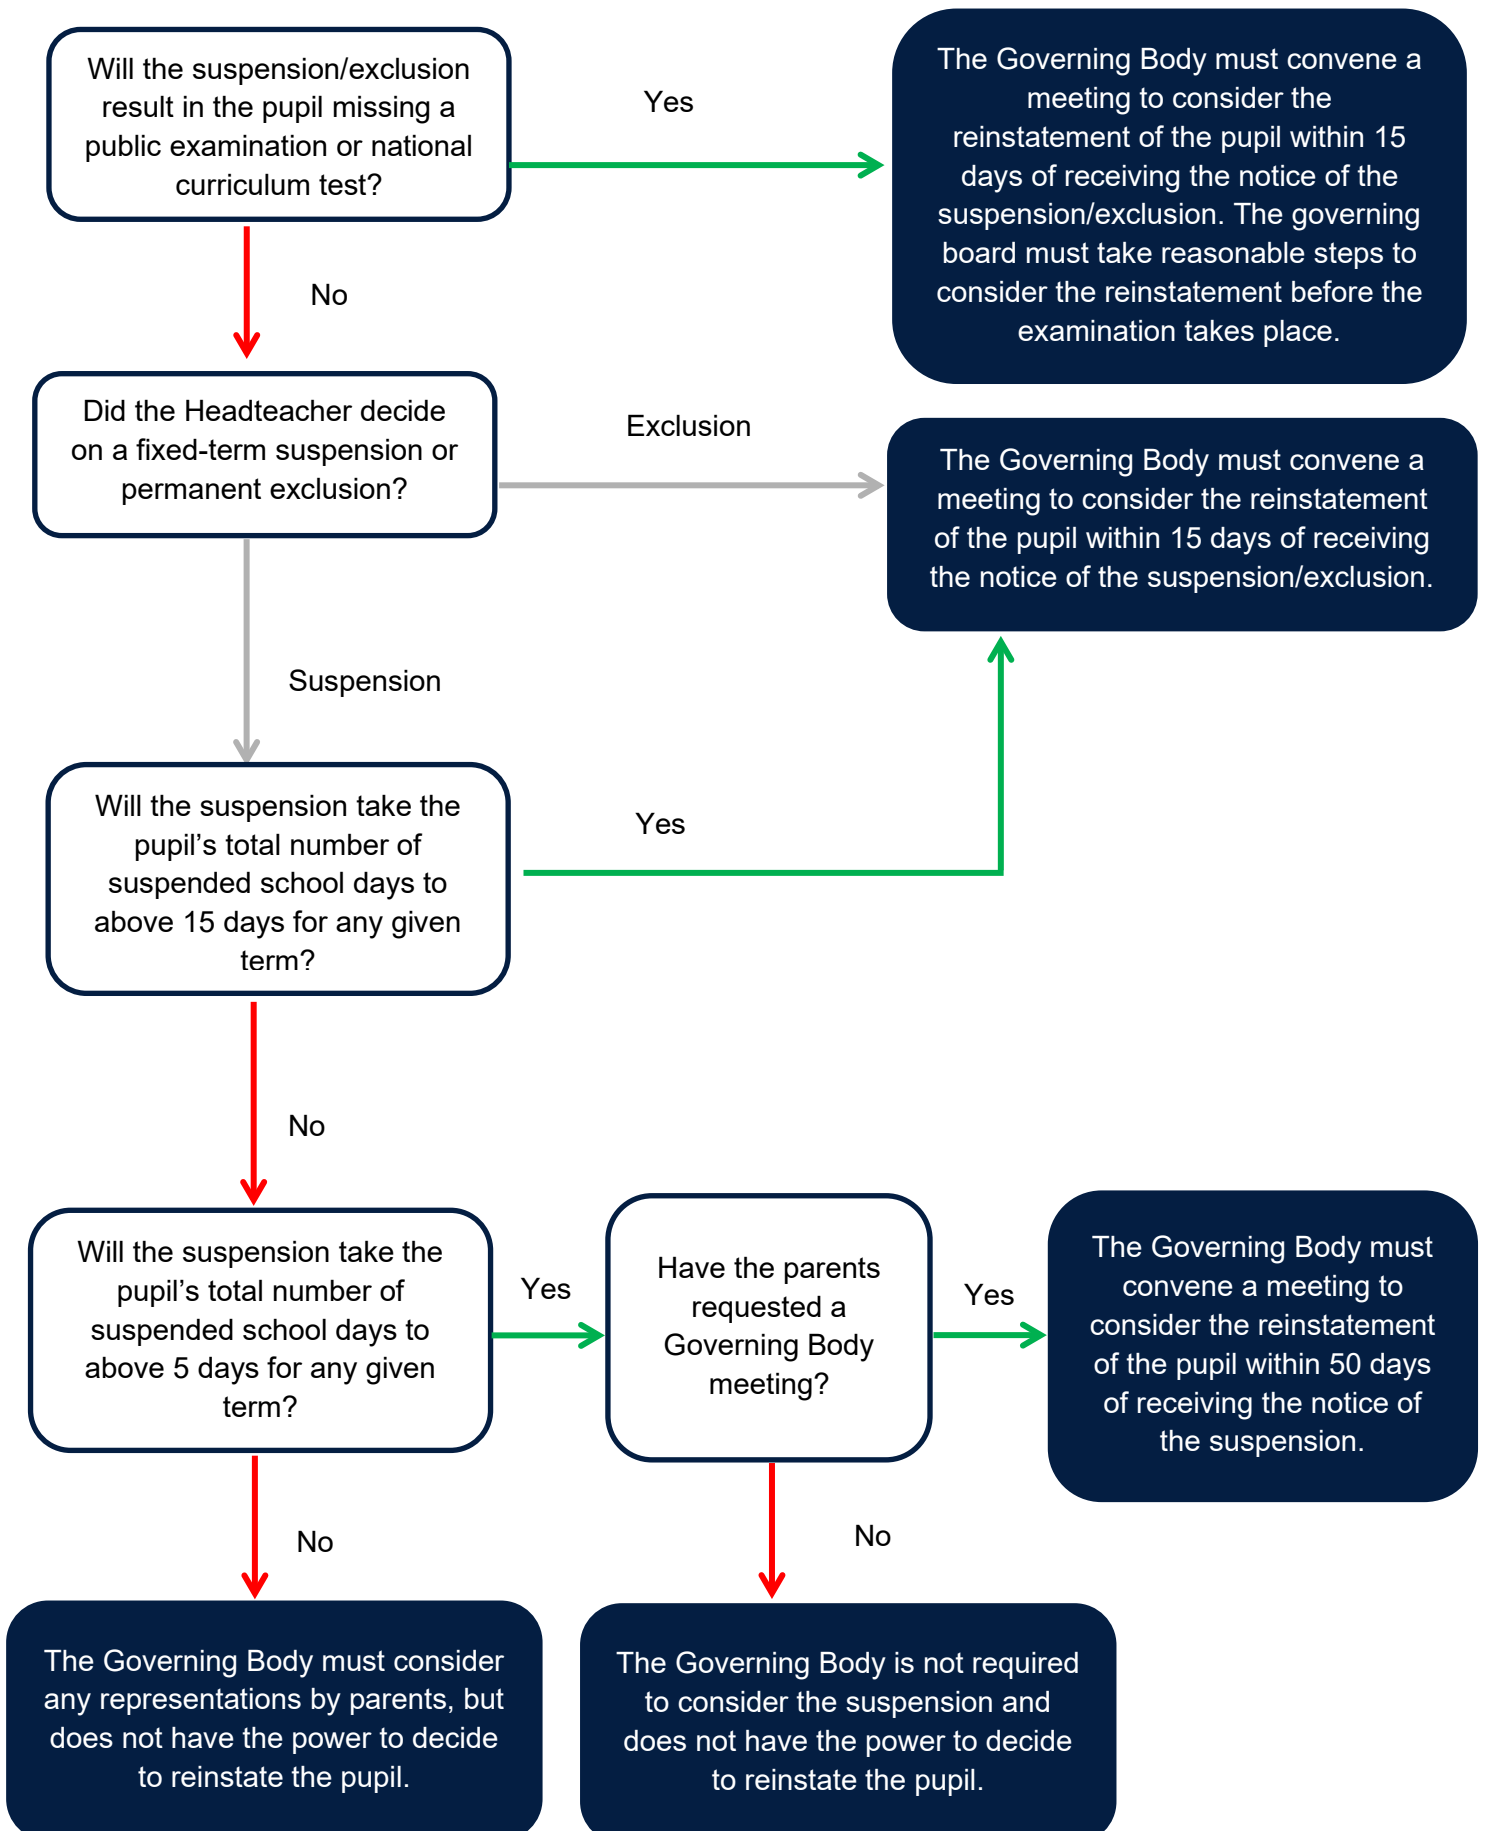 Will the suspension/exclusion
result in the pupil missing a
public examination or national
curriculum test?
Yes
The Governing Body must convene a
meeting to consider the
reinstatement of the pupil within 15
days of receiving the notice of the
suspension/exclusion. The governing
board must take reasonable steps to
consider the reinstatement before the
examination takes place.
No
Did the Headteacher decide
on a fixed-term suspension or
permanent exclusion?
Exclusion
The Governing Body must convene a
meeting to consider the reinstatement
of the pupil within 15 days of receiving
the notice of the suspension/exclusion.
Suspension
Will the suspension take the
pupil’s total number of
suspended school days to
above 15 days for any given
term?
Yes
No
Will the suspension take the
pupil’s total number of
suspended school days to
above 5 days for any given
term?
Yes
Have the parents
requested a
Governing Body
meeting?
Yes
The Governing Body must
convene a meeting to
consider the reinstatement
of the pupil within 50 days
of receiving the notice of
the suspension.
No
No
The Governing Body must consider
any representations by parents, but
does not have the power to decide
to reinstate the pupil.
The Governing Body is not required
to consider the suspension and
does not have the power to decide
to reinstate the pupil.